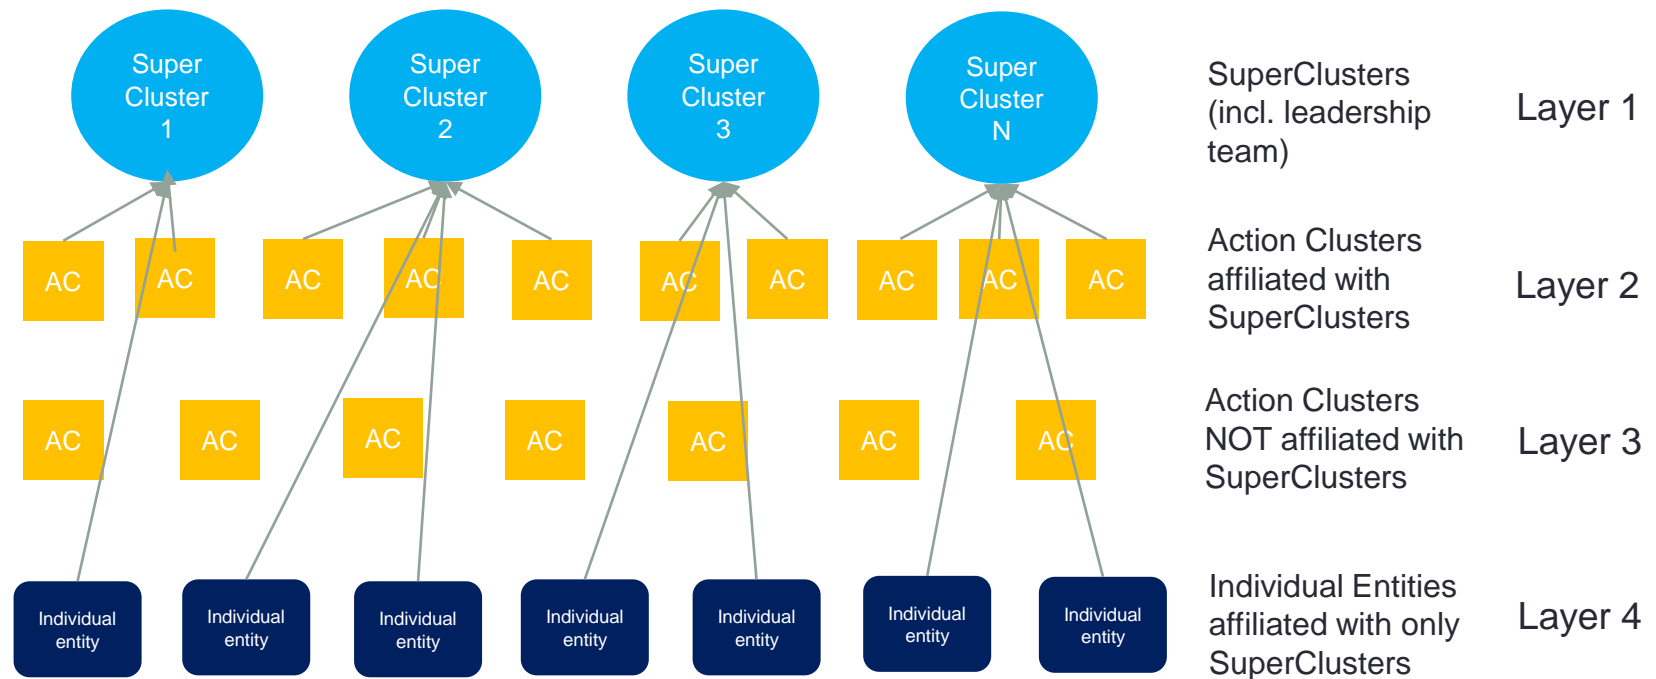 Super
Cluster
1
Super
Cluster
2
Super
Cluster
3
Super
Cluster
N
SuperClusters
(incl. leadership
team)
Layer 1
AC
AC
AC
AC
AC
AC
AC
AC
AC
AC
Action Clusters
affiliated with
SuperClusters
Layer 2
AC
AC
AC
AC
AC
AC
AC
Action Clusters
NOT affiliated with
SuperClusters
Layer 3
Individual
entity
Individual
entity
Individual
entity
Individual
entity
Individual
entity
Individual
entity
Individual
entity
Individual Entities
affiliated with only
SuperClusters
Layer 4